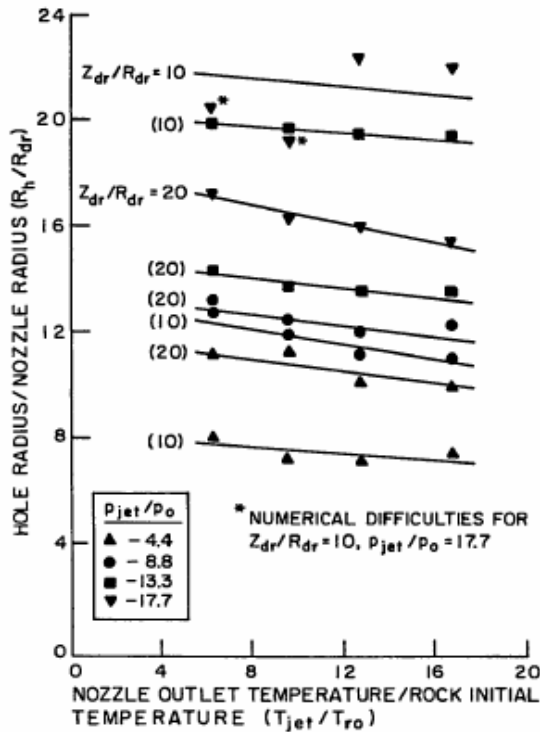 HOLE RADIUS/NOZZLE RADIUS (Rh/Rdr)
24
Zdr/Rdr=10
*
20
(10)
*
Zdr/Rdr=20
16
(20)
(20)
12
(10)
(20)
8
(10)
Pjet/Po
▲ -4.4
● -8.8
■ -13.3
▼ -17.7
* NUMERICAL DIFFICULTIES FOR
Zdr/Rdr=10, Pjet/Po=17.7
4
0
0 4 8 12 16 20
NOZZLE OUTLET TEMPERATURE/ROCK INITIAL
TEMPERATURE (Tjet/Tro)